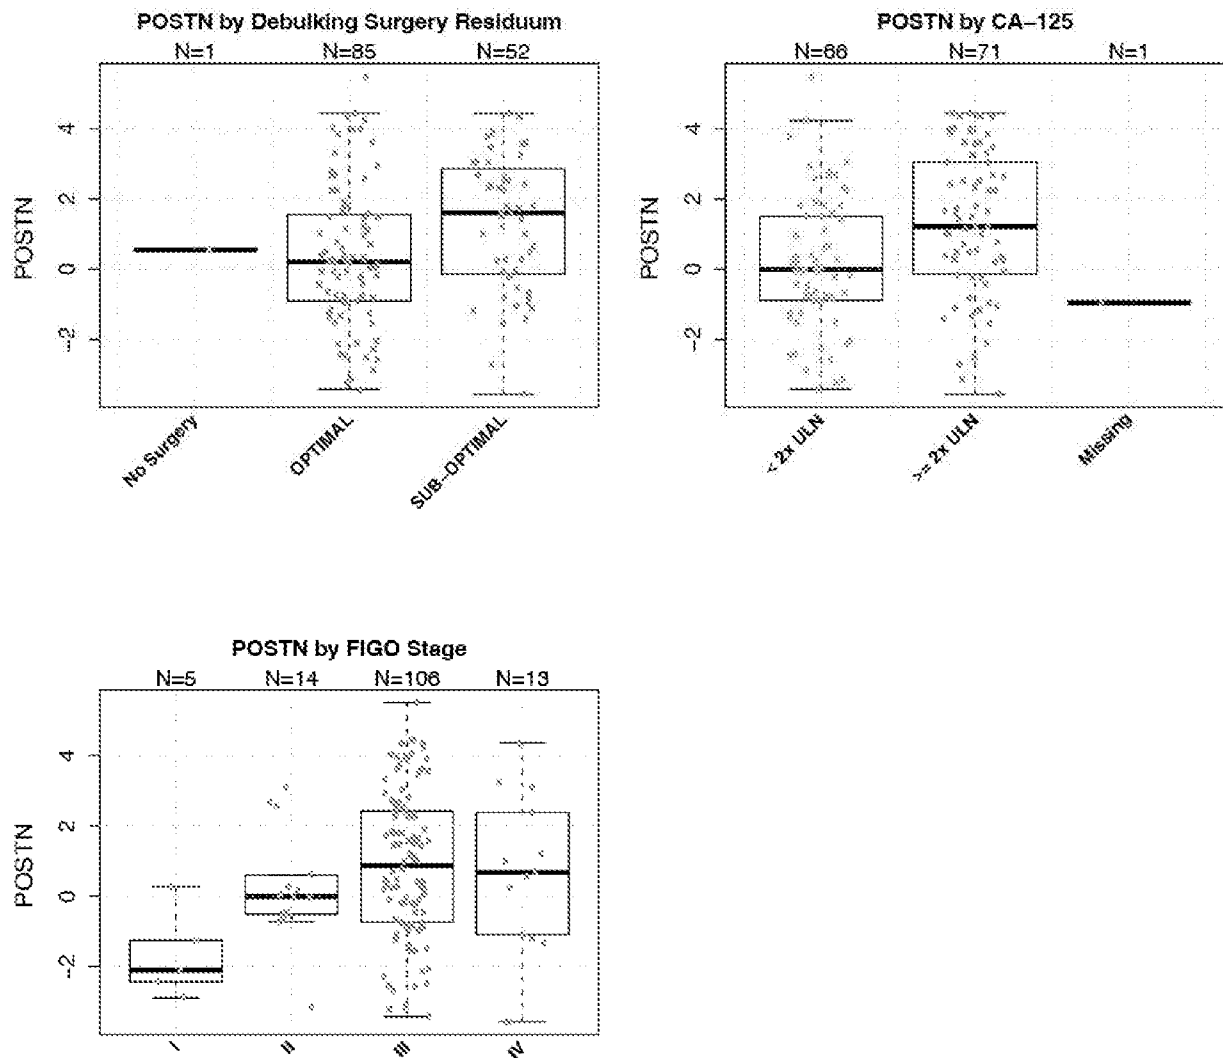 POSTN by Debulking Surgery Residuum
N=1 N=85 N=52
POSTN
4
2
0
−2
No Surgery
OPTIMAL
SUB−OPTIMAL
POSTN by CA−125
N=66 N=71 N=1
POSTN
4
2
0
−2
< 2x ULN
>= 2x ULN
Missing
POSTN by FIGO Stage
N=5 N=14 N=106 N=13
POSTN
4
2
0
−2
I
II
III
IV